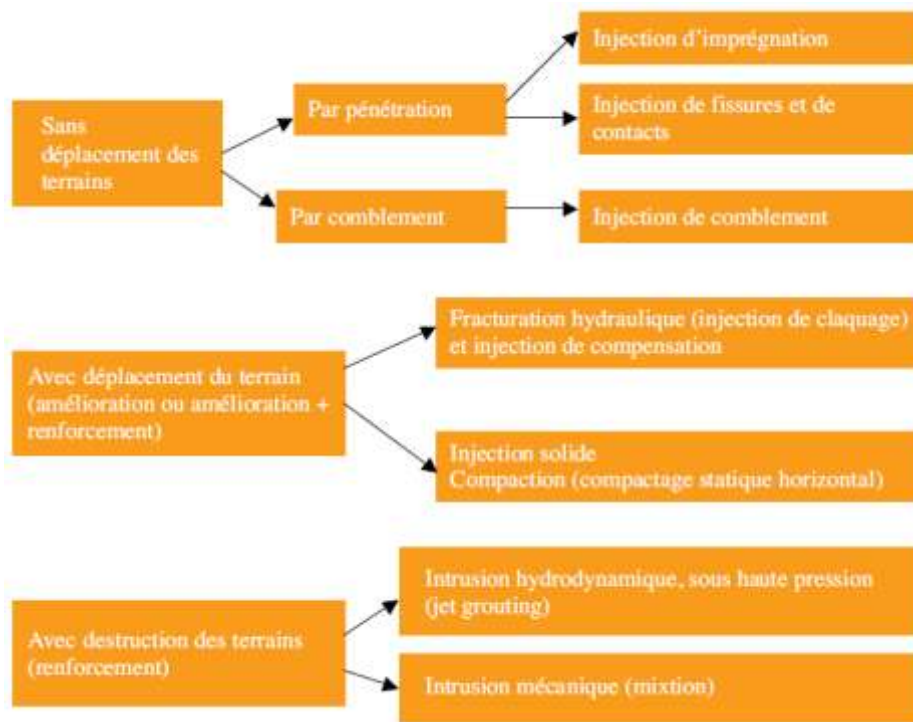 Injection d'imprégnation
Par pénétration
Injection de fissures et de
contacts
Sans
déplacement des
terrains
Par comblement
Injection de comblement
Fracturation hydraulique (injection de claquage)
et injection de compensation
Avec déplacement du terrain
(amélioration ou amélioration +
renforcement)
Injection solide
Compaction (compactage statique horizontal)
Intrusion hydrodynamique, sous haute pression
(jet grouting)
Avec destruction des terrains
(renforcement)
Intrusion mécanique (mixtion)